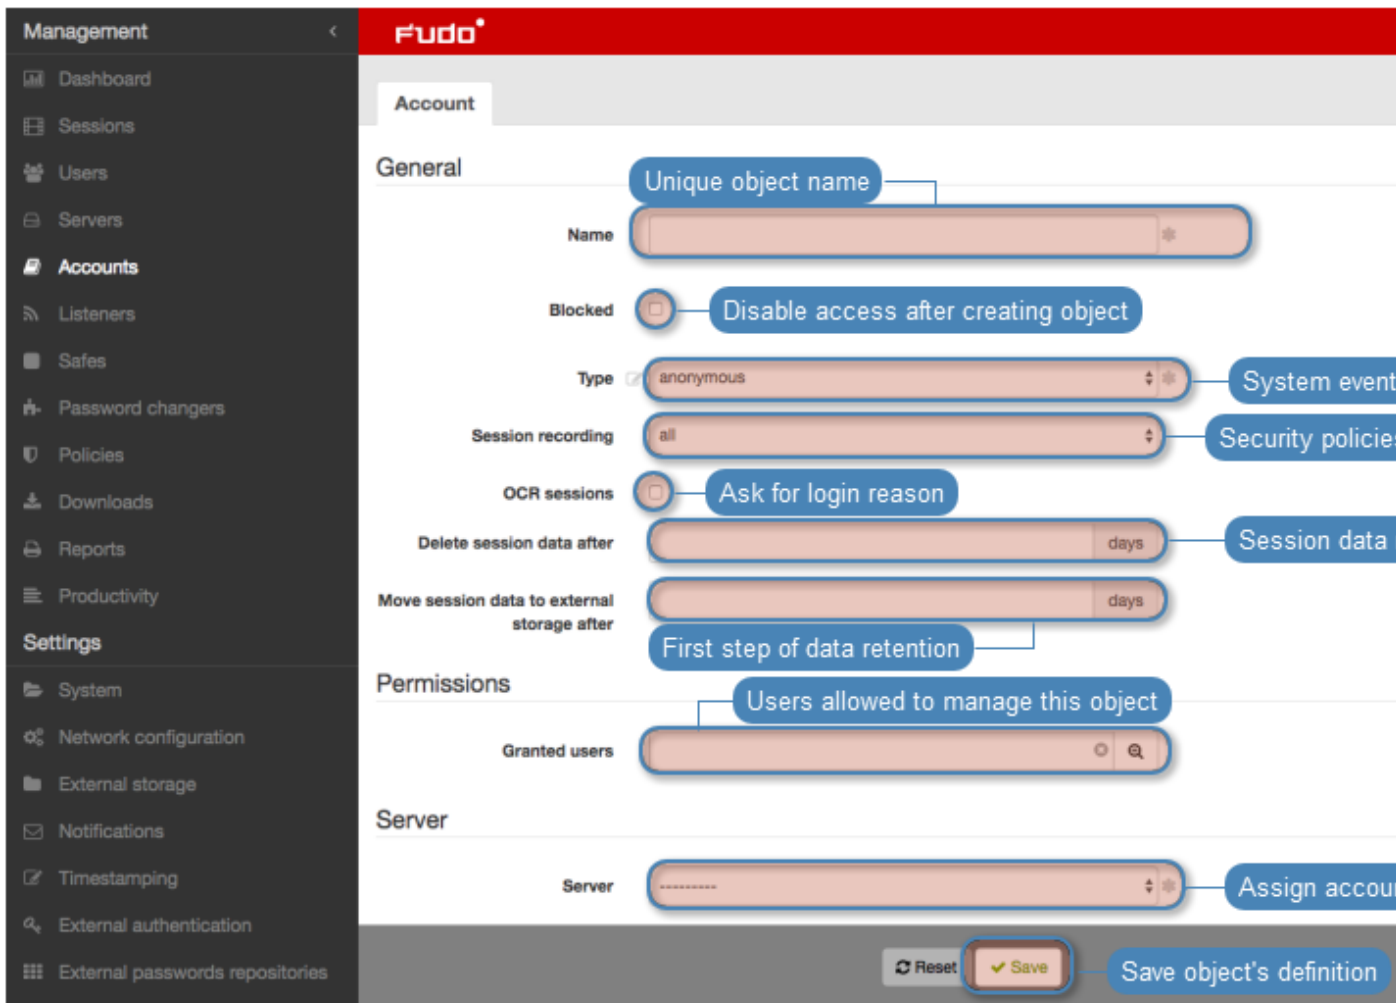 Management
Dashboard
Sessions
Users
Servers
Accounts
Listeners
Safes
Password changers
Policies
Downloads
Reports
Productivity
Settings
System
Network configuration
External storage
Notifications
Timestamping
External authentication
External passwords repositories
Fudo
Account
General
Unique object name
Name
Blocked
Disable access after creating object
Type
anonymous
System event
Session recording
all
Security policies
OCR sessions
Ask for login reason
Delete session data after
days
Session data
Move session data to external
storage after
days
First step of data retention
Permissions
Users allowed to manage this object
Granted users
Server
Server
---------
Assign accou
Reset
Save
Save object's definition